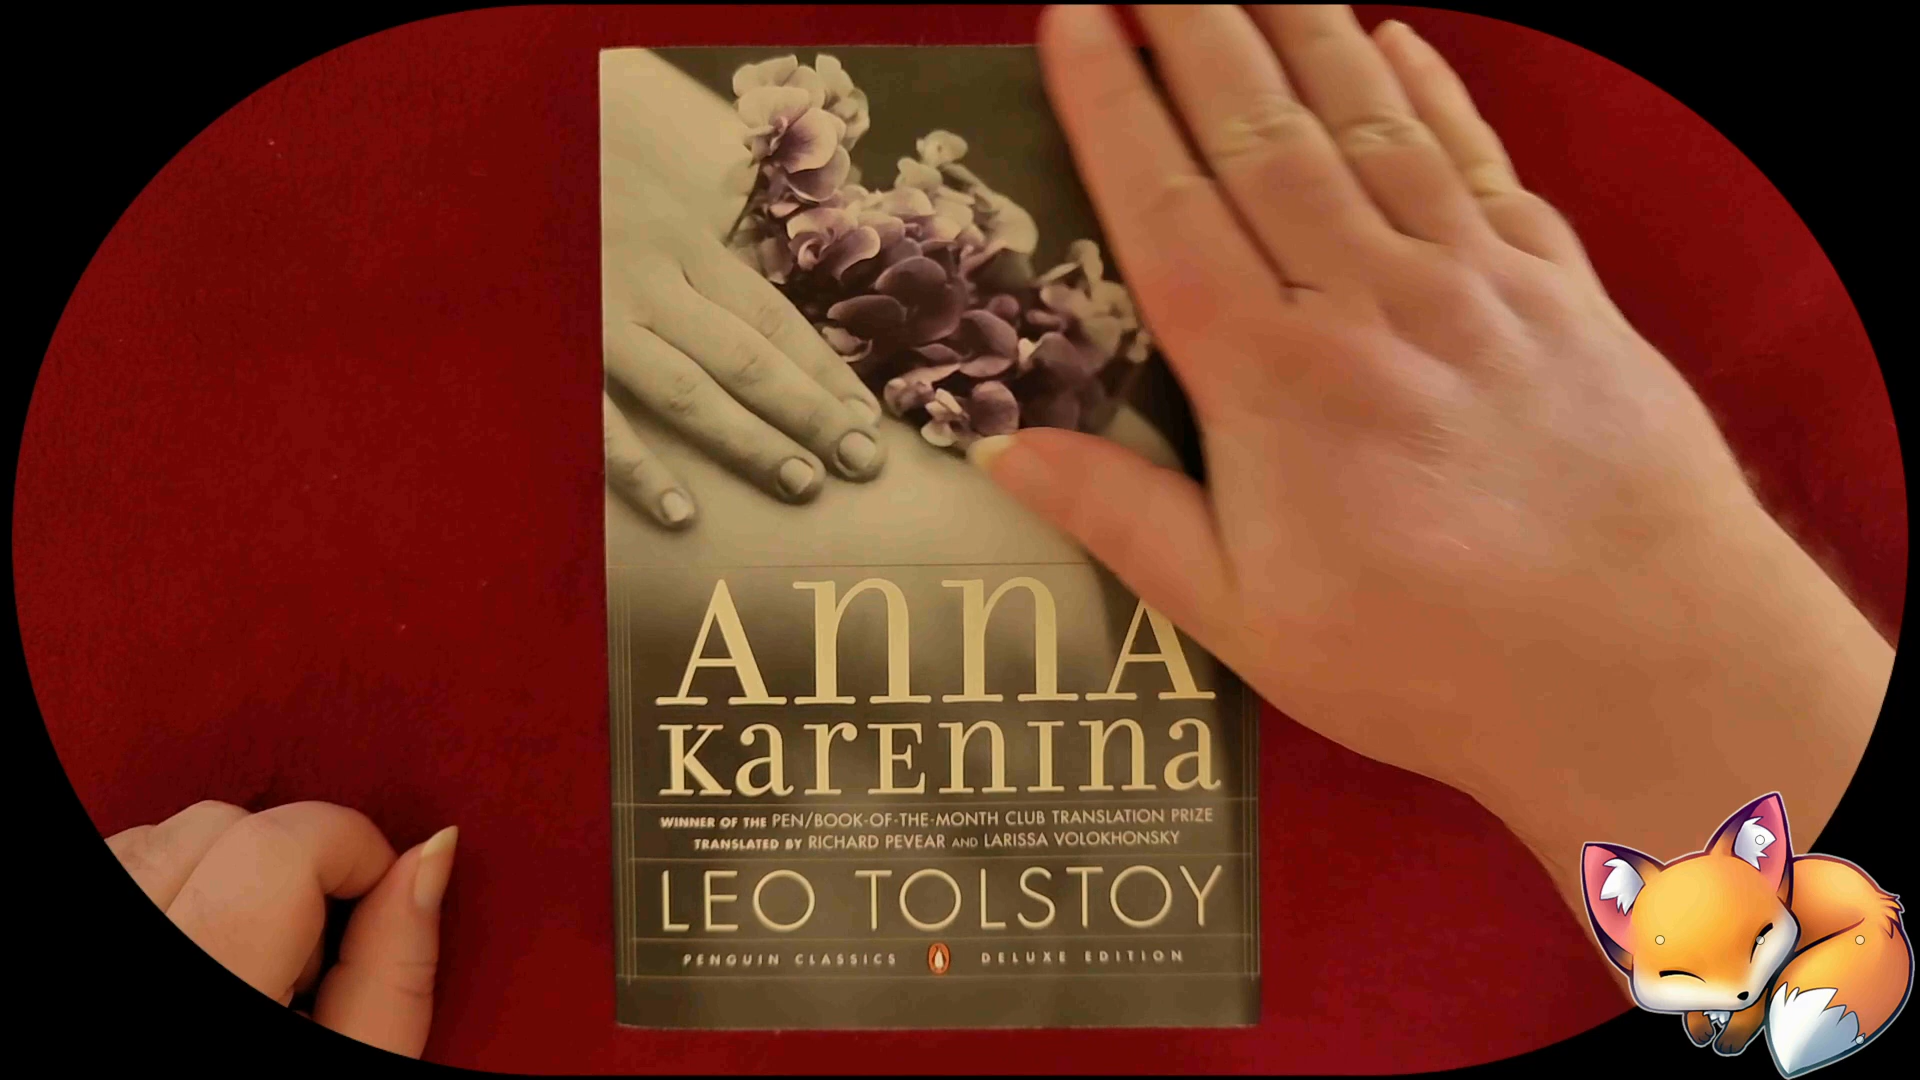 Anna
Karenina
WINNER OF THE PEN/BOOK-OF-THE-MONTH CLUB TRANSLATION PRIZE
TRANSLATED BY RICHARD PEVEAR AND LARISSA VOLOKHONSKY
LEO TOLSTOY
PENGUIN CLASSICS DELUXE EDITION